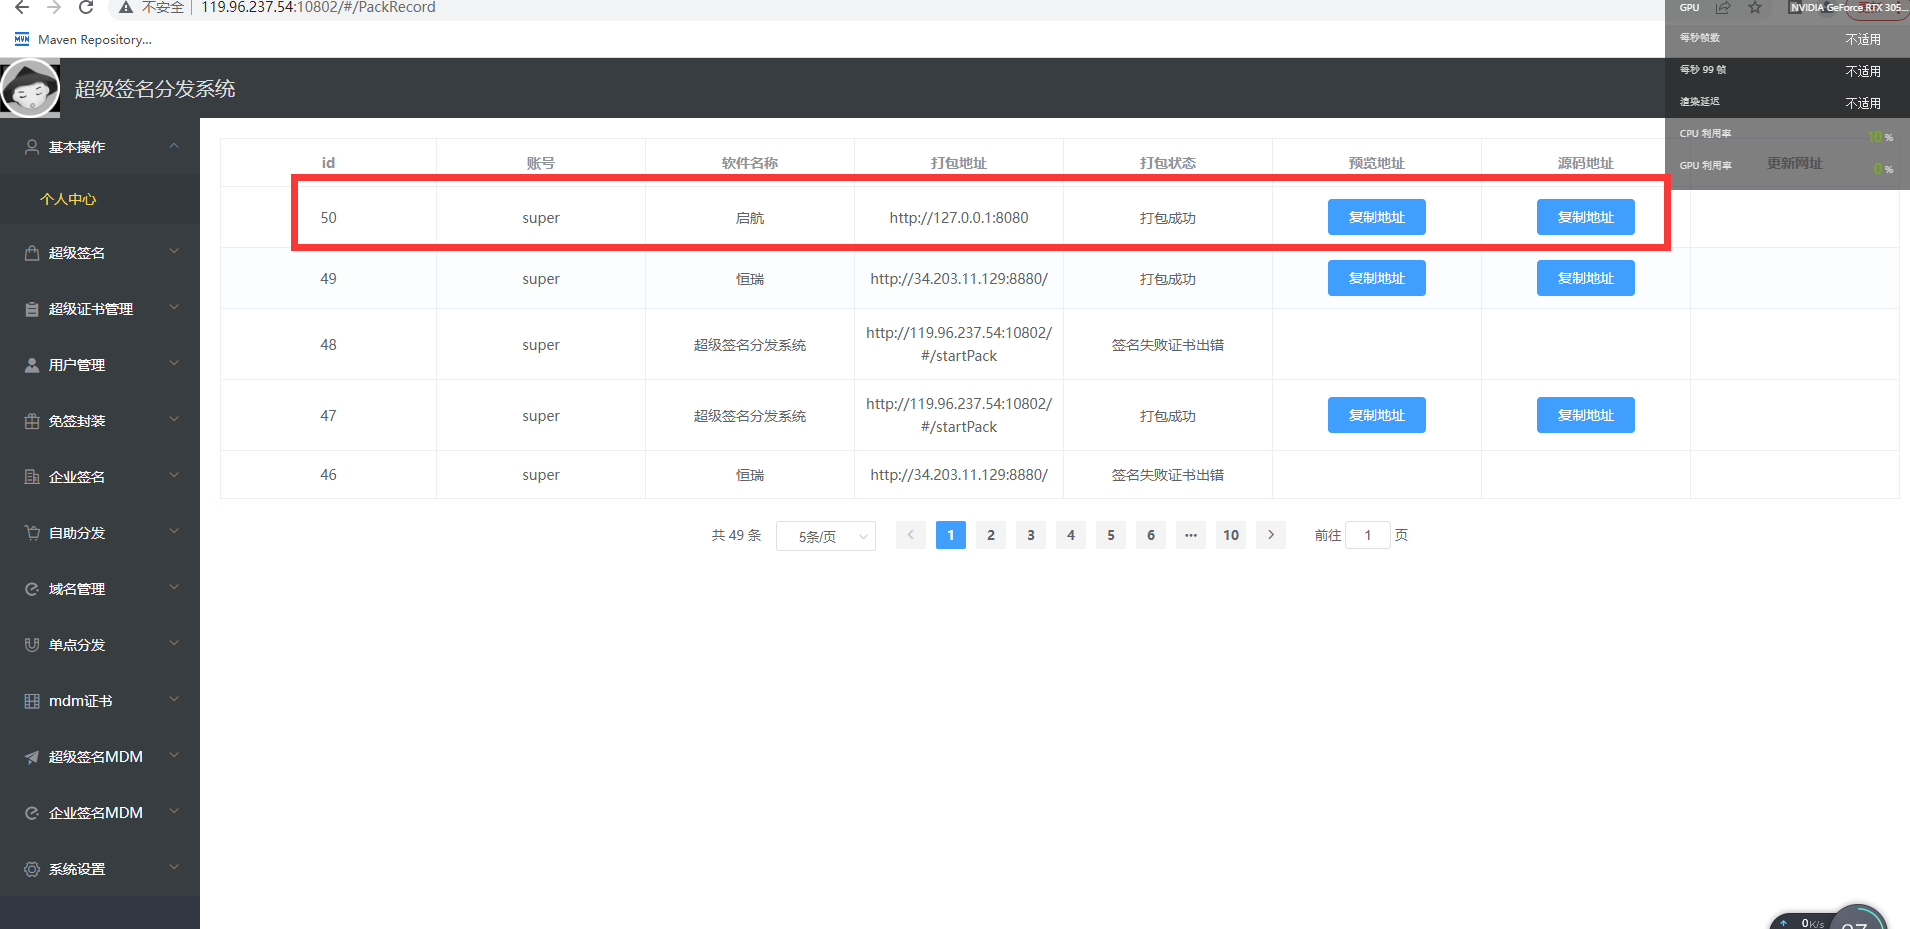 不安全 119.96.237.54:10802/#/PackRecord
GPU NVIDIA GeForce RTX 305...
Maven Repository...
每秒帧数 不适用
每秒 99 帧 不适用
渲染延迟 不适用
CPU 利用率 10 %
GPU 利用率 0 %
超级签名分发系统
基本操作
个人中心
超级签名
超级证书管理
用户管理
免签封装
企业签名
自助分发
域名管理
单点分发
mdm证书
超级签名MDM
企业签名MDM
系统设置
id 账号 软件名称 打包地址 打包状态 预览地址 源码地址 更新网址
50 super 启航 http://127.0.0.1:8080 打包成功 复制地址 复制地址
49 super 恒瑞 http://34.203.11.129:8880/ 打包成功 复制地址 复制地址
48 super 超级签名分发系统 http://119.96.237.54:10802/
#/startPack 签名失败证书出错
47 super 超级签名分发系统 http://119.96.237.54:10802/
#/startPack 打包成功 复制地址 复制地址
46 super 恒瑞 http://34.203.11.129:8880/ 签名失败证书出错
共 49 条 5条/页 1 2 3 4 5 6 ··· 10 前往 1 页
0K/s